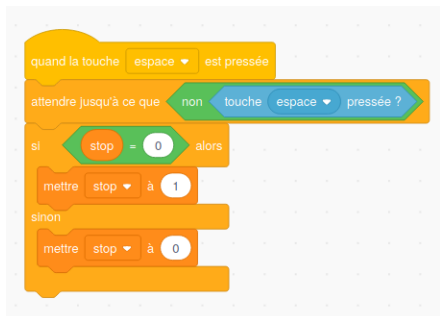 quand la touche espace est pressée
attendre jusqu'à ce que non touche espace pressée ?
si stop = 0 alors
mettre stop à 1
sinon
mettre stop à 0